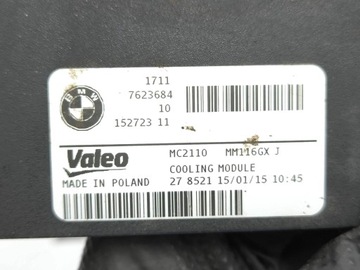 BMW
1711
7623684
10
152723 11
Valeo
MC2110 MM116GX J
COOLING MODULE
MADE IN POLAND
27 8521 15/01/15 10:45